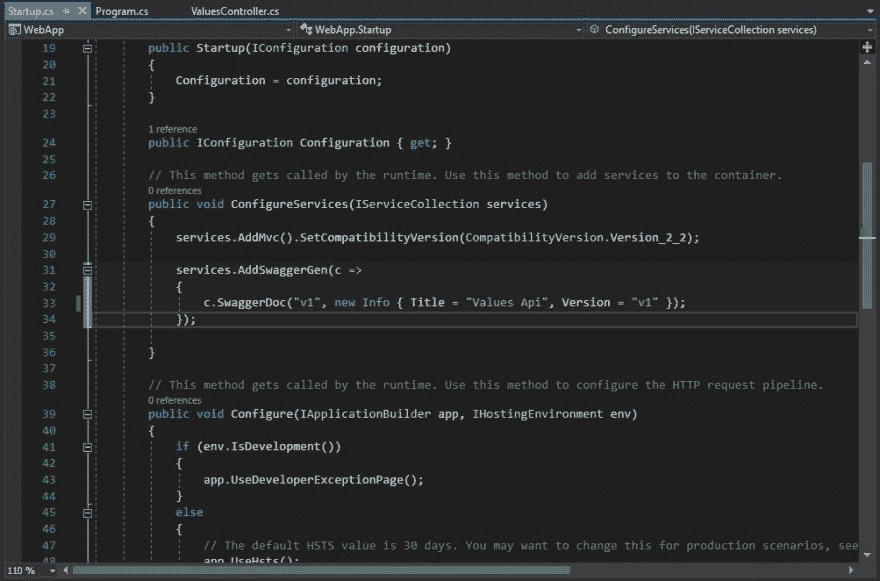 Startup.cs Program.cs ValuesController.cs
WebApp WebApp.Startup ConfigureServices(IServiceCollection services)
19 public Startup(IConfiguration configuration)
20 {
21 Configuration = configuration;
22 }
23
1 reference
24 public IConfiguration Configuration { get; }
25
26 // This method gets called by the runtime. Use this method to add services to the container.
0 references
27 public void ConfigureServices(IServiceCollection services)
28 {
29 services.AddMvc().SetCompatibilityVersion(CompatibilityVersion.Version_2_2);
30
31 services.AddSwaggerGen(c =>
32 {
33 c.SwaggerDoc("v1", new Info { Title = "Values Api", Version = "v1" });
34 });
35
36 }
37
38 // This method gets called by the runtime. Use this method to configure the HTTP request pipeline.
0 references
39 public void Configure(IApplicationBuilder app, IHostingEnvironment env)
40 {
41 if (env.IsDevelopment())
42 {
43 app.UseDeveloperExceptionPage();
44 }
45 else
46 {
47 // The default HSTS value is 30 days. You may want to change this for production scenarios, see
48 app.UseHsts();
110 %